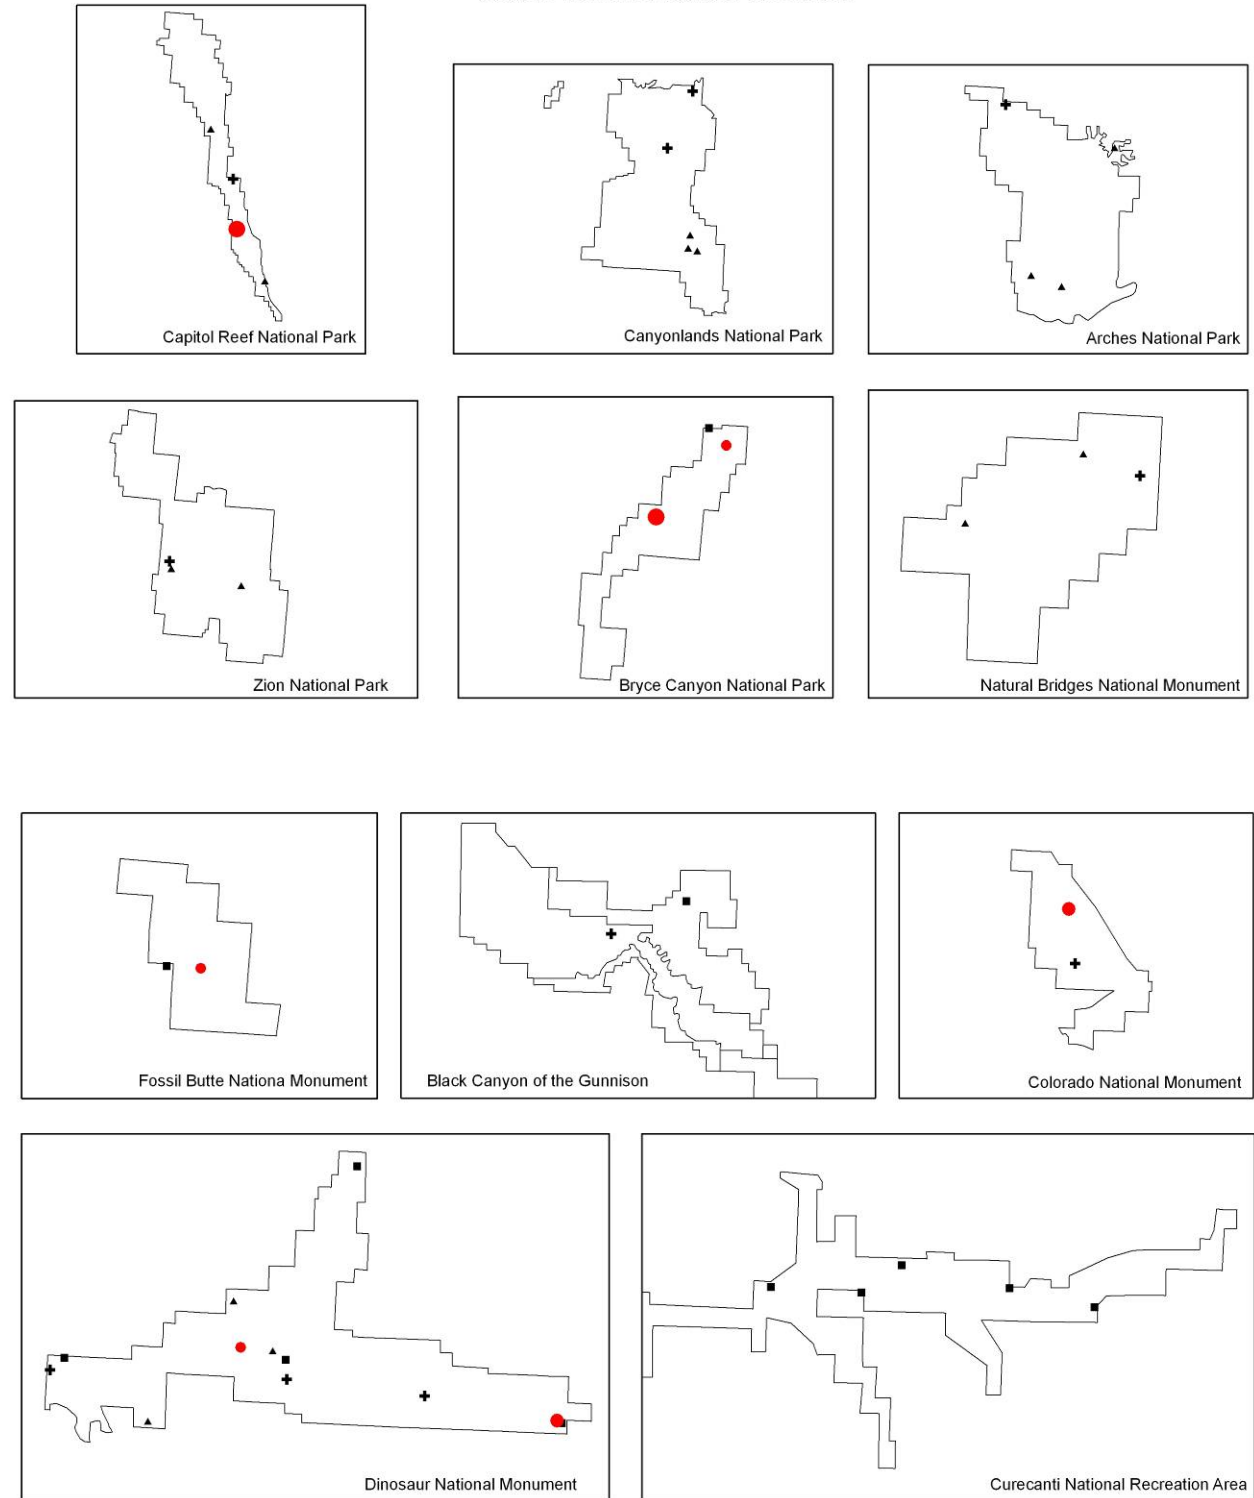 Capitol Reef National Park
Canyonlands National Park
Arches National Park
Zion National Park
Bryce Canyon National Park
Natural Bridges National Monument
Fossil Butte Nationa Monument
Black Canyon of the Gunnison
Colorado National Monument
Dinosaur National Monument
Curecanti National Recreation Area